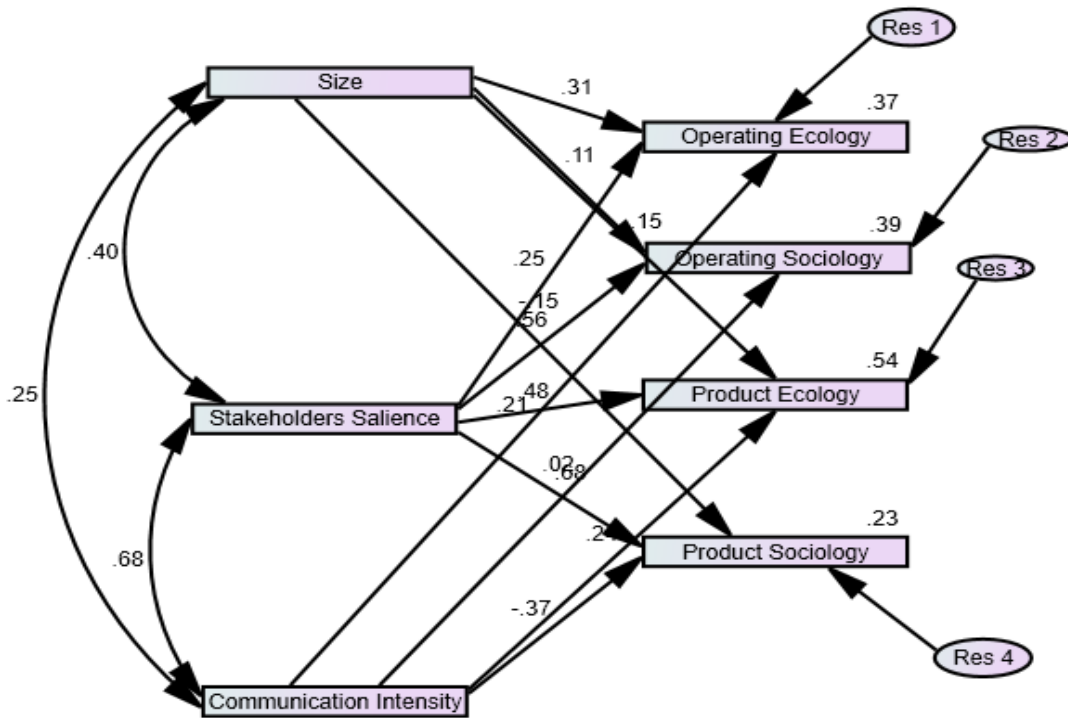 Res 1
Size
.31
.37
Operating Ecology
.11
Res 2
.15
.39
.40
.25
Operating Sociology
Res 3
-.15
.56
.54
.25
.48
Product Ecology
.21
Stakeholders Salience
.02
.68
.23
Product Sociology
.68
-.37
Res 4
Communication Intensity